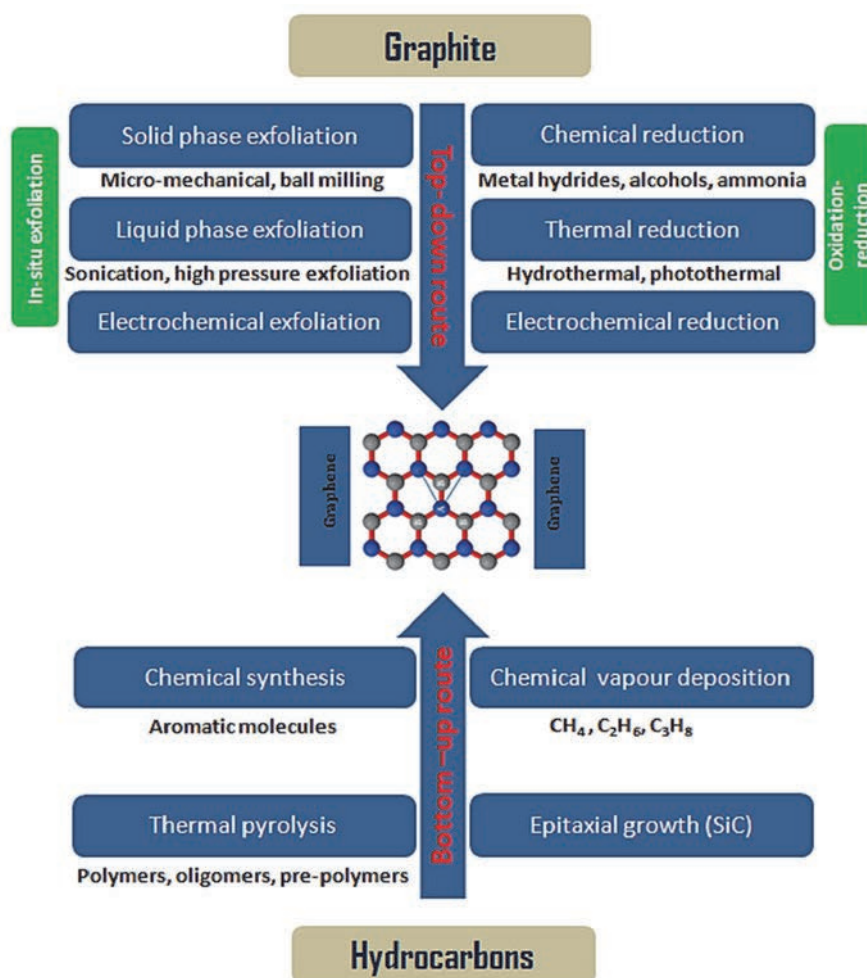 Graphite
In-situ exfoliation
Solid phase exfoliation
Micro-mechanical, ball milling
Liquid phase exfoliation
Sonication, high pressure exfoliation
Electrochemical exfoliation
Top-down route
Chemical reduction
Metal hydrides, alcohols, ammonia
Thermal reduction
Hydrothermal, photothermal
Electrochemical reduction
Oxidation-
reduction
Graphene
B
A
B
B
Graphene
Chemical synthesis
Aromatic molecules
Thermal pyrolysis
Polymers, oligomers, pre-polymers
Bottom –up route
Chemical vapour deposition
CH₄ , C₂H₆, C₃H₈
Epitaxial growth (SiC)
Hydrocarbons